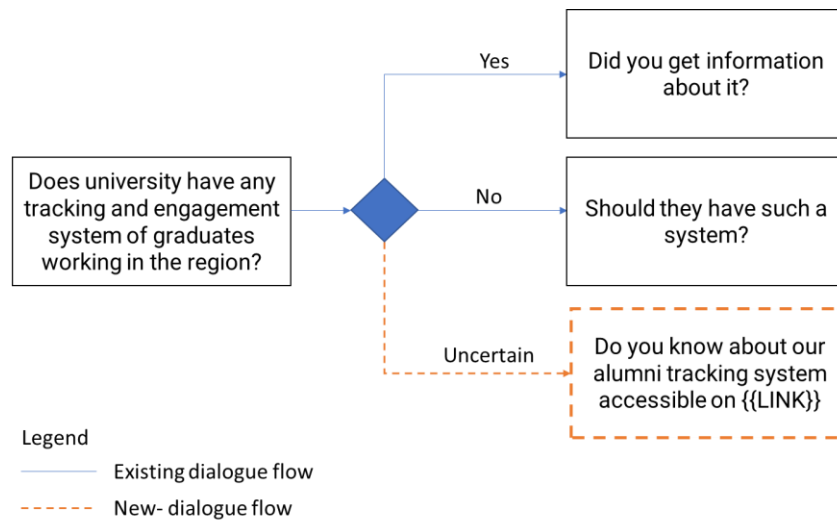 Yes
Did you get information
about it?
Does university have any
tracking and engagement
system of graduates
working in the region?
No
Should they have such a
system?
Uncertain
Do you know about our
alumni tracking system
accessible on {{LINK}}
Legend
Existing dialogue flow
New- dialogue flow